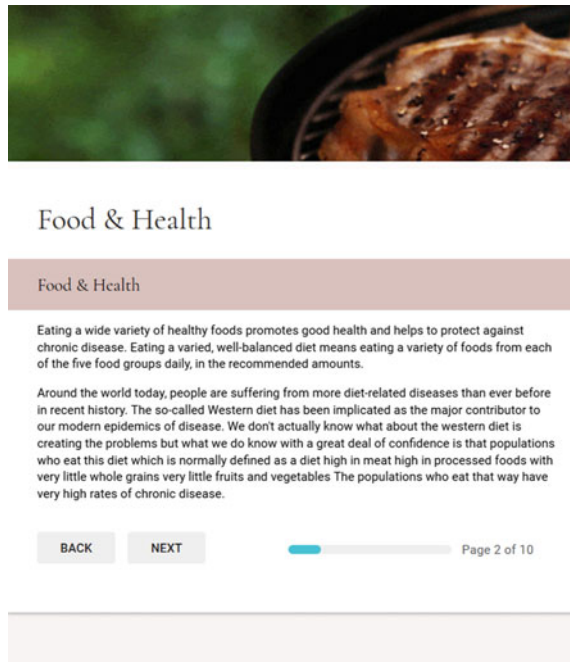 Food & Health
Food & Health
Eating a wide variety of healthy foods promotes good health and helps to protect against
chronic disease. Eating a varied, well-balanced diet means eating a variety of foods from each
of the five food groups daily, in the recommended amounts.
Around the world today, people are suffering from more diet-related diseases than ever before
in recent history. The so-called Western diet has been implicated as the major contributor to
our modern epidemics of disease. We don't actually know what about the western diet is
creating the problems but what we do know with a great deal of confidence is that populations
who eat this diet which is normally defined as a diet high in meat high in processed foods with
very little whole grains very little fruits and vegetables The populations who eat that way have
very high rates of chronic disease.
BACK NEXT Page 2 of 10